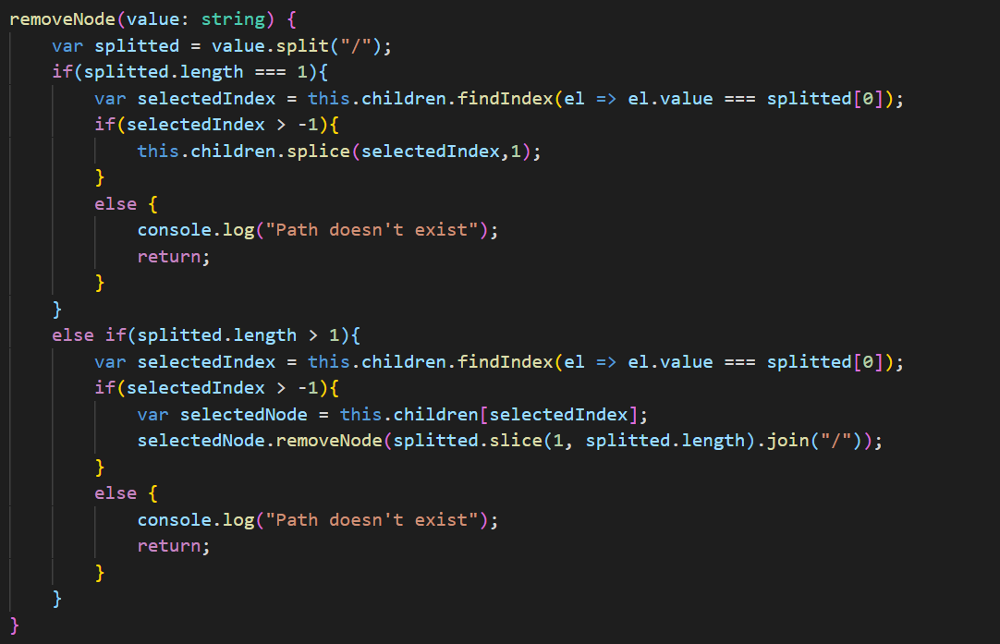 removeNode(value: string) {
    var splitted = value.split("/");
    if(splitted.length === 1){
        var selectedIndex = this.children.findIndex(el => el.value === splitted[0]);
        if(selectedIndex > -1){
            this.children.splice(selectedIndex,1);
        }
        else {
            console.log("Path doesn't exist");
            return;
        }
    }
    else if(splitted.length > 1){
        var selectedIndex = this.children.findIndex(el => el.value === splitted[0]);
        if(selectedIndex > -1){
            var selectedNode = this.children[selectedIndex];
            selectedNode.removeNode(splitted.slice(1, splitted.length).join("/"));
        }
        else {
            console.log("Path doesn't exist");
            return;
        }
    }
}